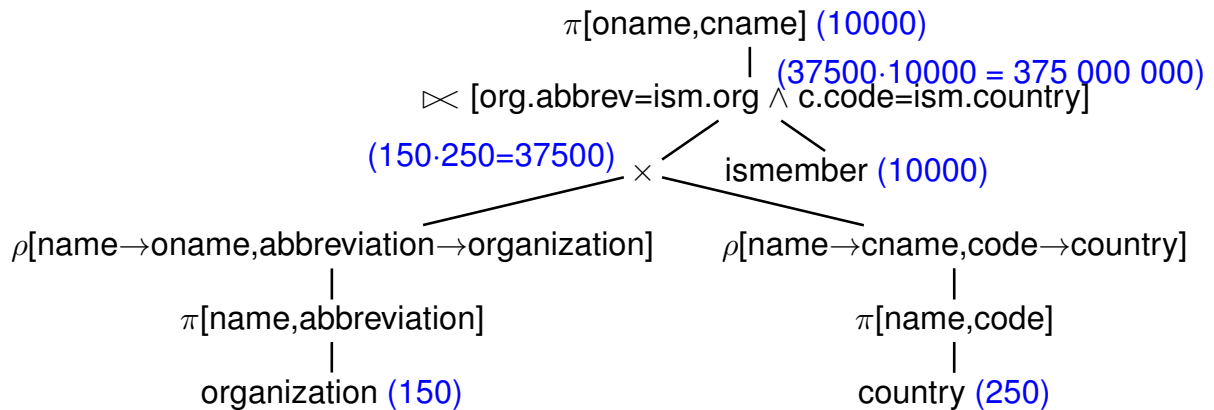 π[oname,cname] (10000)
(37500·10000 = 375 000 000)
⋉ [org.abbrev=ism.org ∧ c.code=ism.country]
(150·250=37500)
×
ismember (10000)
ρ[name→oname,abbreviation→organization]
ρ[name→cname,code→country]
π[name,abbreviation]
π[name,code]
organization (150)
country (250)